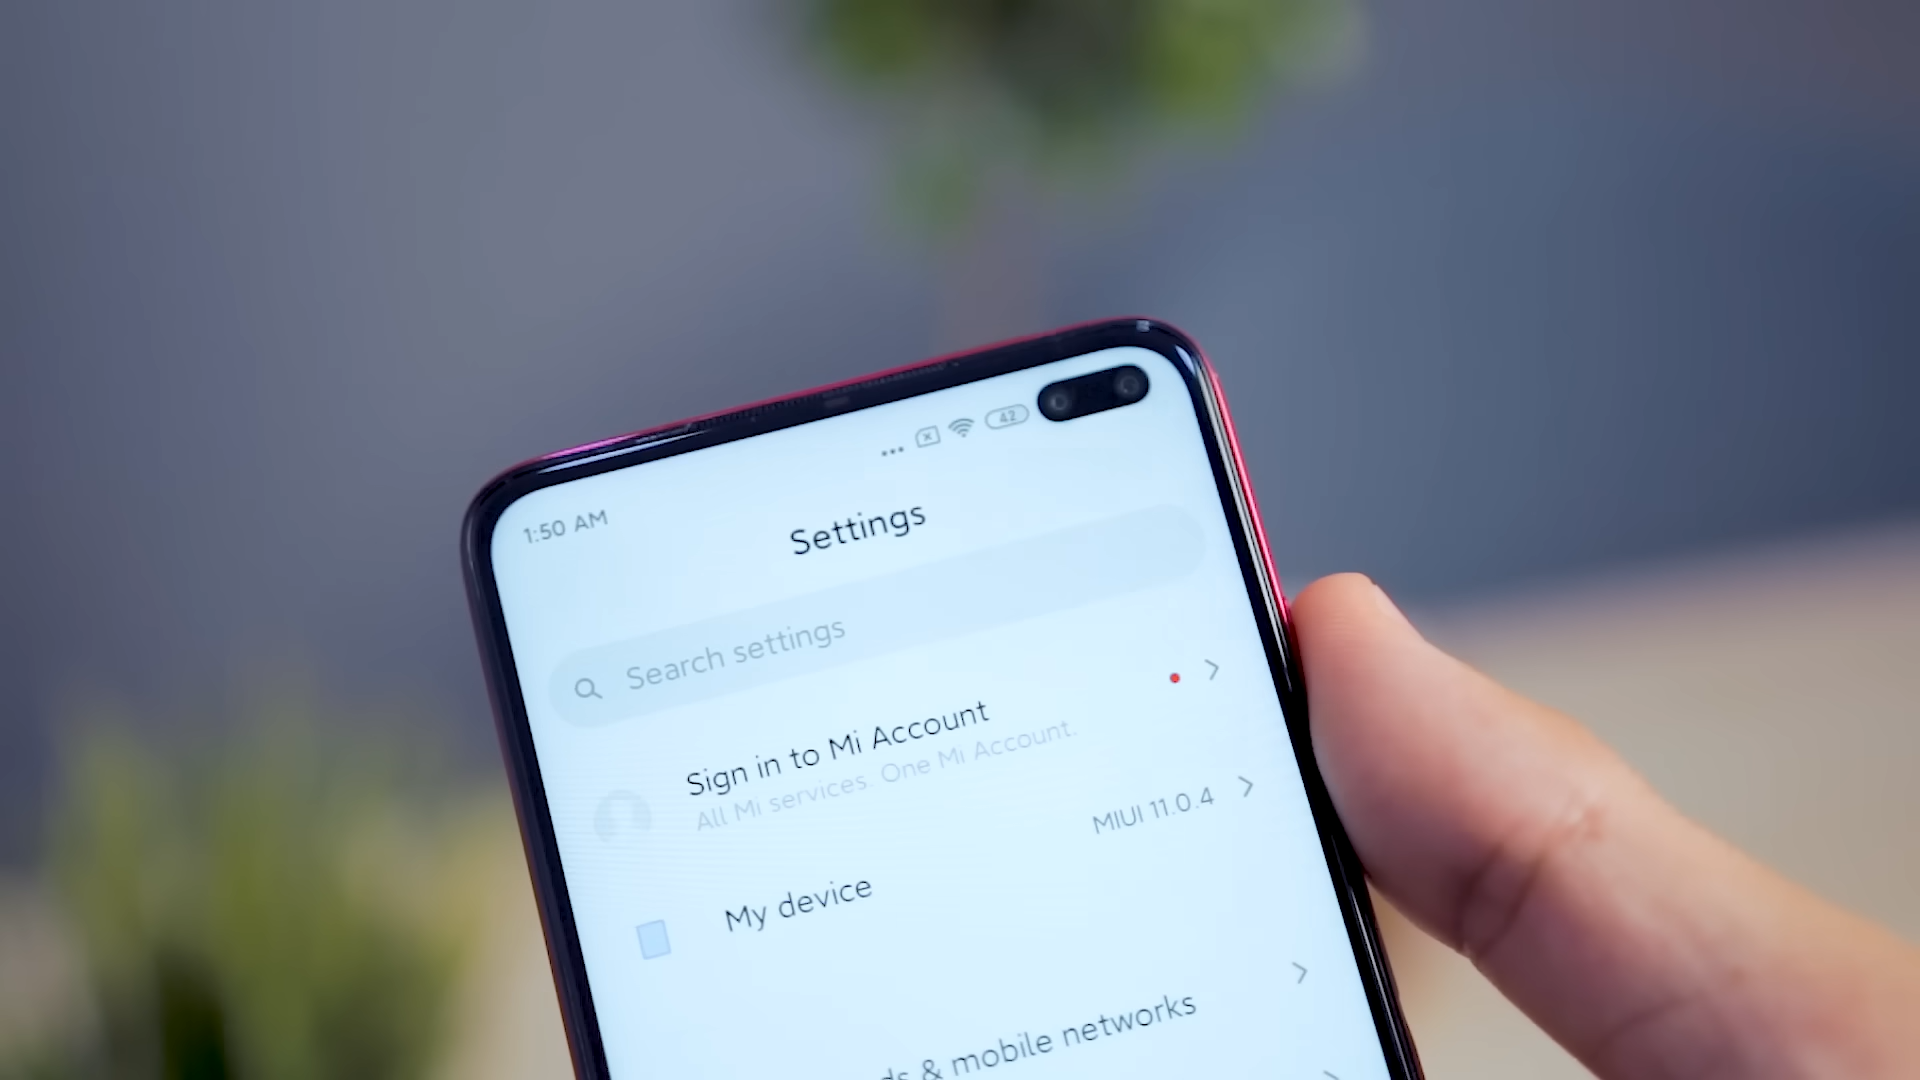 1:50 AM
42
Settings
Search settings
Sign in to Mi Account
All Mi services. One Mi Account.
My device
MIUI 11.0.4
& mobile networks